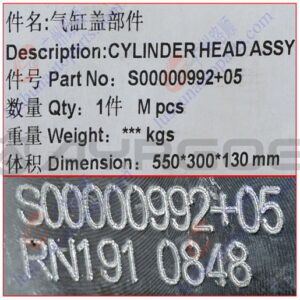 件名:气缸盖部件
Description:CYLINDER HEAD ASSY
件号 Part No: S00000992+05
数量 Qty: 1件 M pcs
重量 Weight: *** kgs
体积 Dimension: 550*300*130 mm
S00000992+05
RN191 0848